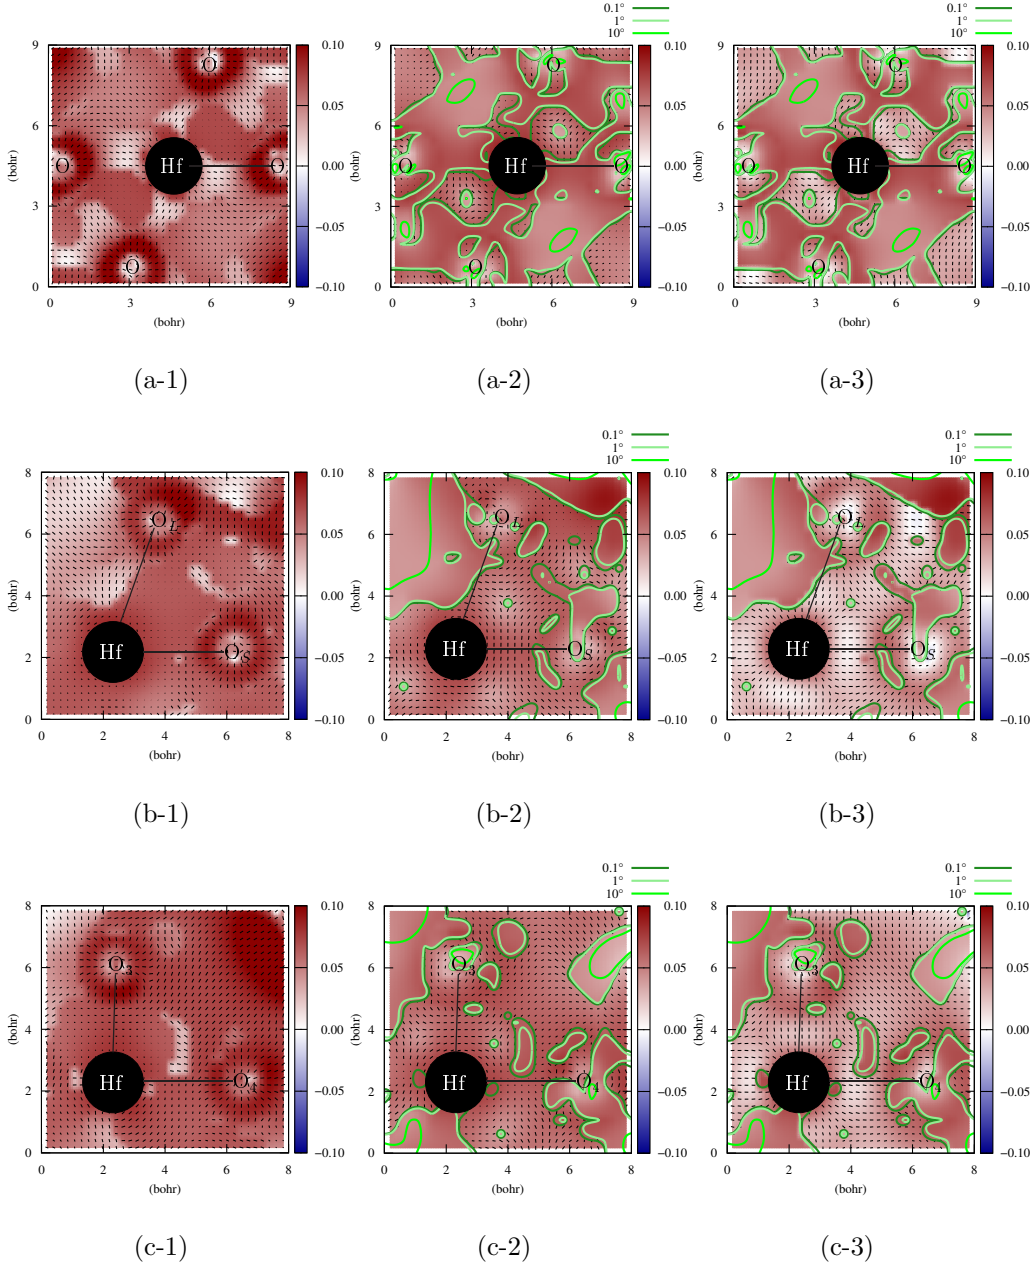 0.1°
1°
10°
0.1°
1°
10°
9
6
3
0
(bohr)
O
O
Hf
O
O
0.10
0.05
0.00
−0.05
−0.10
0 3 6 9
(bohr)
9
6
3
0
(bohr)
O
O
Hf
O
O
0.10
0.05
0.00
−0.05
−0.10
0 3 6 9
(bohr)
9
6
3
0
(bohr)
O
O
Hf
O
O
0.10
0.05
0.00
−0.05
−0.10
0 3 6 9
(bohr)
(a-1) (a-2) (a-3)
0.1°
1°
10°
0.1°
1°
10°
8
6
4
2
0
(bohr)
O_L
Hf
O_S
0.10
0.05
0.00
−0.05
−0.10
0 2 4 6 8
(bohr)
8
6
4
2
0
(bohr)
O_L
Hf
O_S
0.10
0.05
0.00
−0.05
−0.10
0 2 4 6 8
(bohr)
8
6
4
2
0
(bohr)
O_L
Hf
O_S
0.10
0.05
0.00
−0.05
−0.10
0 2 4 6 8
(bohr)
(b-1) (b-2) (b-3)
0.1°
1°
10°
0.1°
1°
10°
8
6
4
2
0
(bohr)
O_3
Hf
O_4
0.10
0.05
0.00
−0.05
−0.10
0 2 4 6 8
(bohr)
8
6
4
2
0
(bohr)
O_3
Hf
O_4
0.10
0.05
0.00
−0.05
−0.10
0 2 4 6 8
(bohr)
8
6
4
2
0
(bohr)
O_3
Hf
O_4
0.10
0.05
0.00
−0.05
−0.10
0 2 4 6 8
(bohr)
(c-1) (c-2) (c-3)